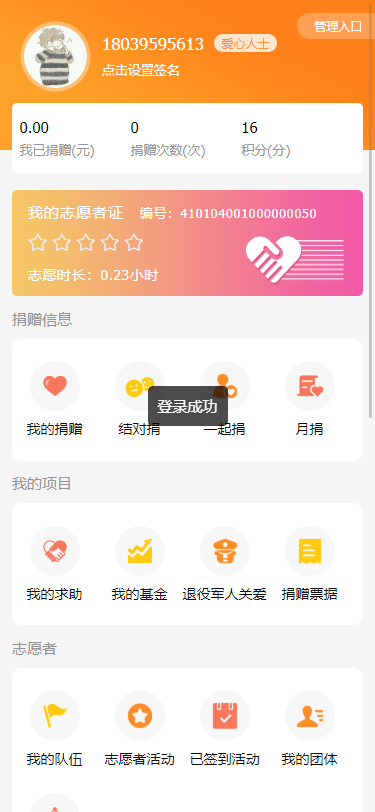 管理入口
18039595613 爱心人士
点击设置签名
0.00 0 16
我已捐赠(元) 捐赠次数(次) 积分(分)
我的志愿者证 编号：410104001000000050
志愿时长：0.23小时
捐赠信息
登录成功
我的捐赠 结对捐 一起捐 月捐
我的项目
我的求助 我的基金 退役军人关爱 捐赠票据
志愿者
我的队伍 志愿者活动 已签到活动 我的团体